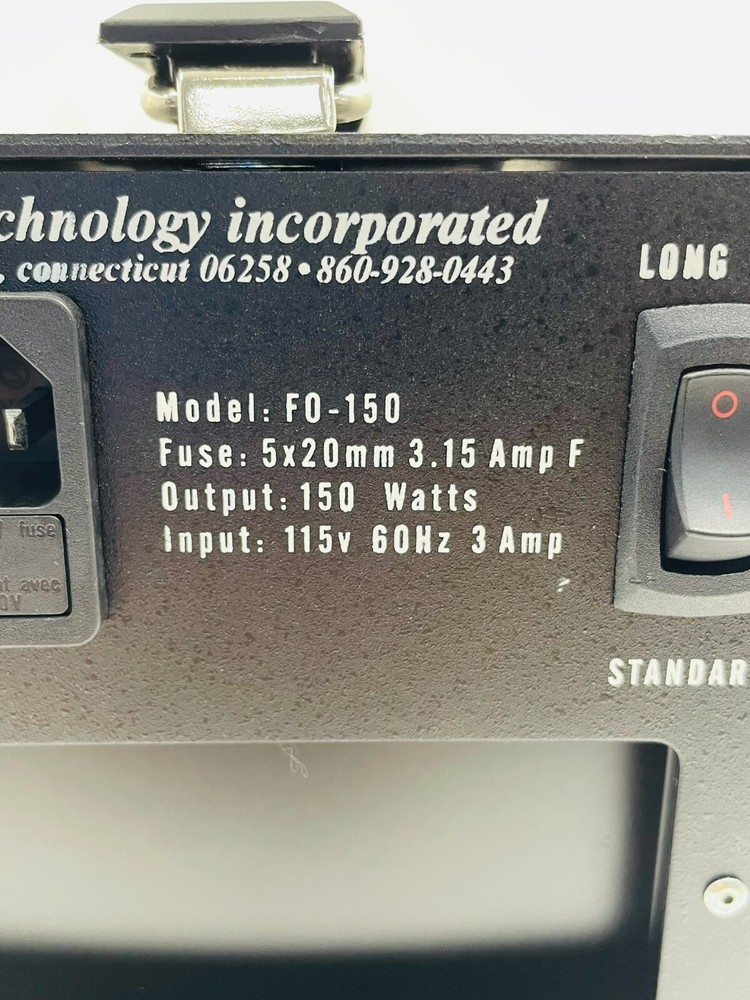 chnology incorporated
, connecticut 06258 • 860-928-0443
LONG
Model: FO-150
Fuse: 5x20mm 3.15 Amp F
Output: 150 Watts
Input: 115v 60Hz 3 Amp
fuse
avec
STANDAR